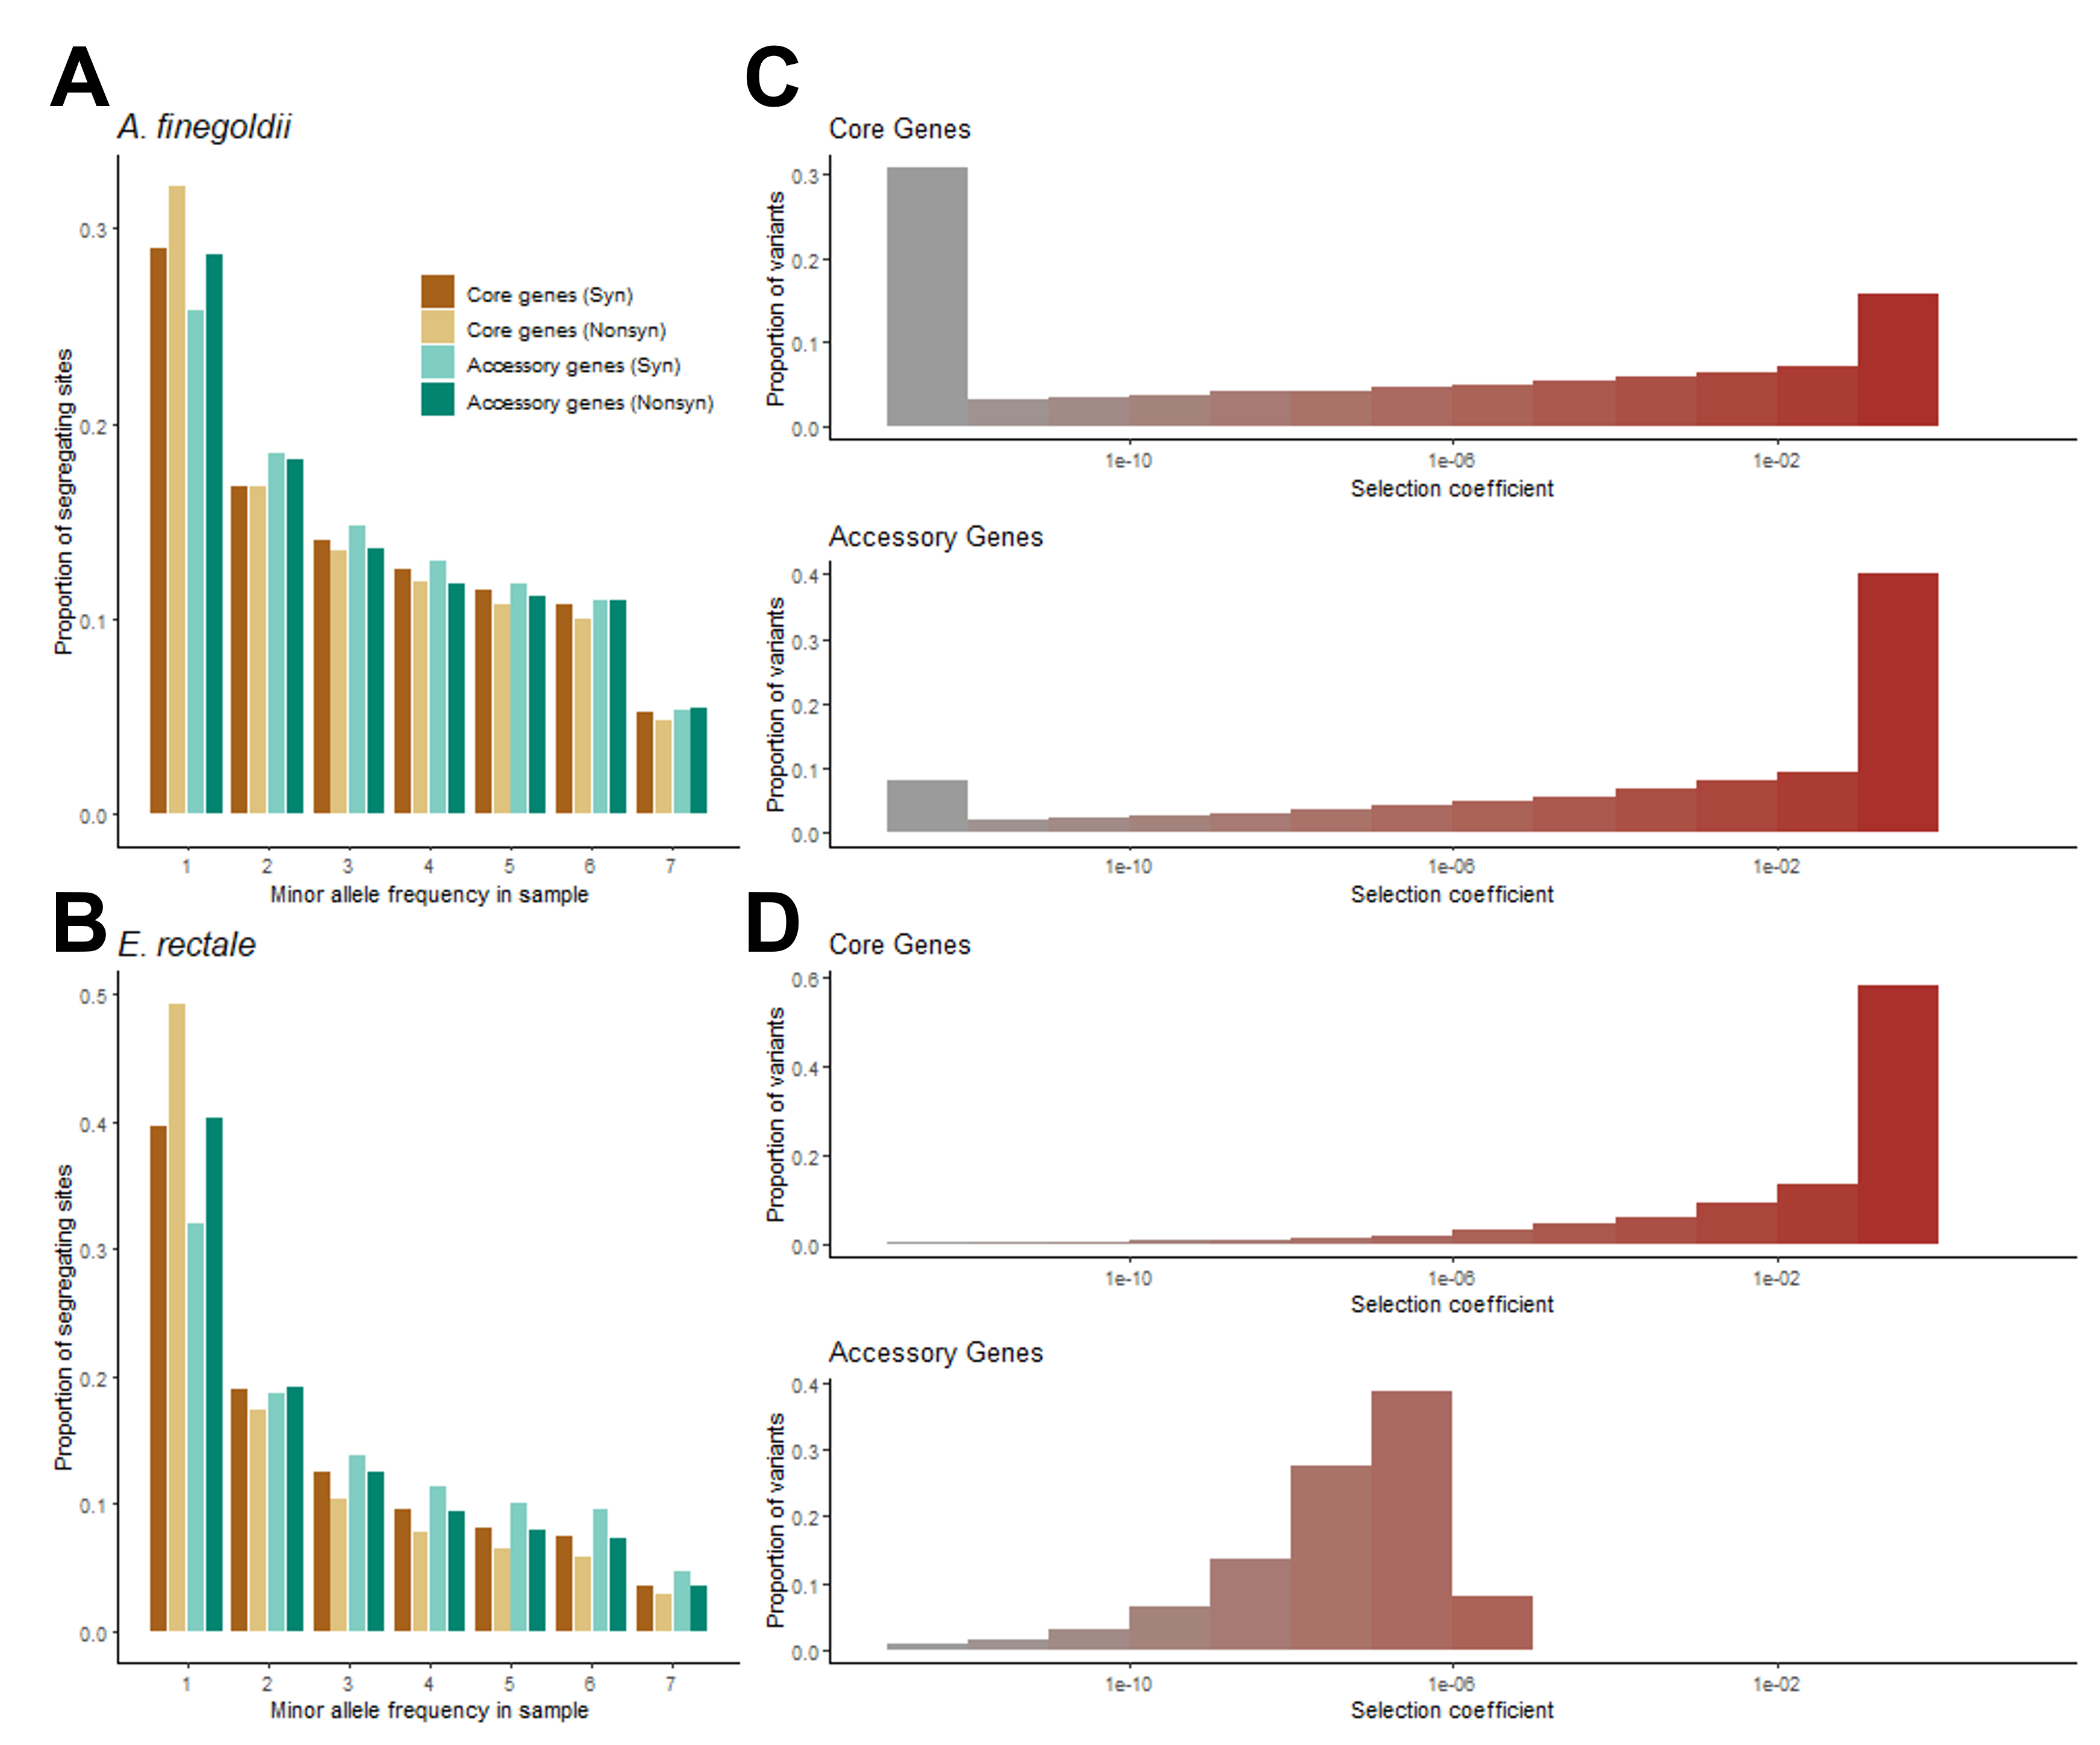 A
A. finegoldii
Proportion of segregating sites
0.3
0.2
0.1
0.0
Core genes (Syn)
Core genes (Nonsyn)
Accessory genes (Syn)
Accessory genes (Nonsyn)
1 2 3 4 5 6 7
Minor allele frequency in sample
B
E. rectale
Proportion of segregating sites
0.5
0.4
0.3
0.2
0.1
0.0
1 2 3 4 5 6 7
Minor allele frequency in sample
C
Core Genes
Proportion of variants
0.3
0.2
0.1
0.0
1e-10 1e-06 1e-02
Selection coefficient
Accessory Genes
Proportion of variants
0.4
0.3
0.2
0.1
0.0
1e-10 1e-06 1e-02
Selection coefficient
D
Core Genes
Proportion of variants
0.6
0.4
0.2
0.0
1e-10 1e-06 1e-02
Selection coefficient
Accessory Genes
Proportion of variants
0.4
0.3
0.2
0.1
0.0
1e-10 1e-06 1e-02
Selection coefficient